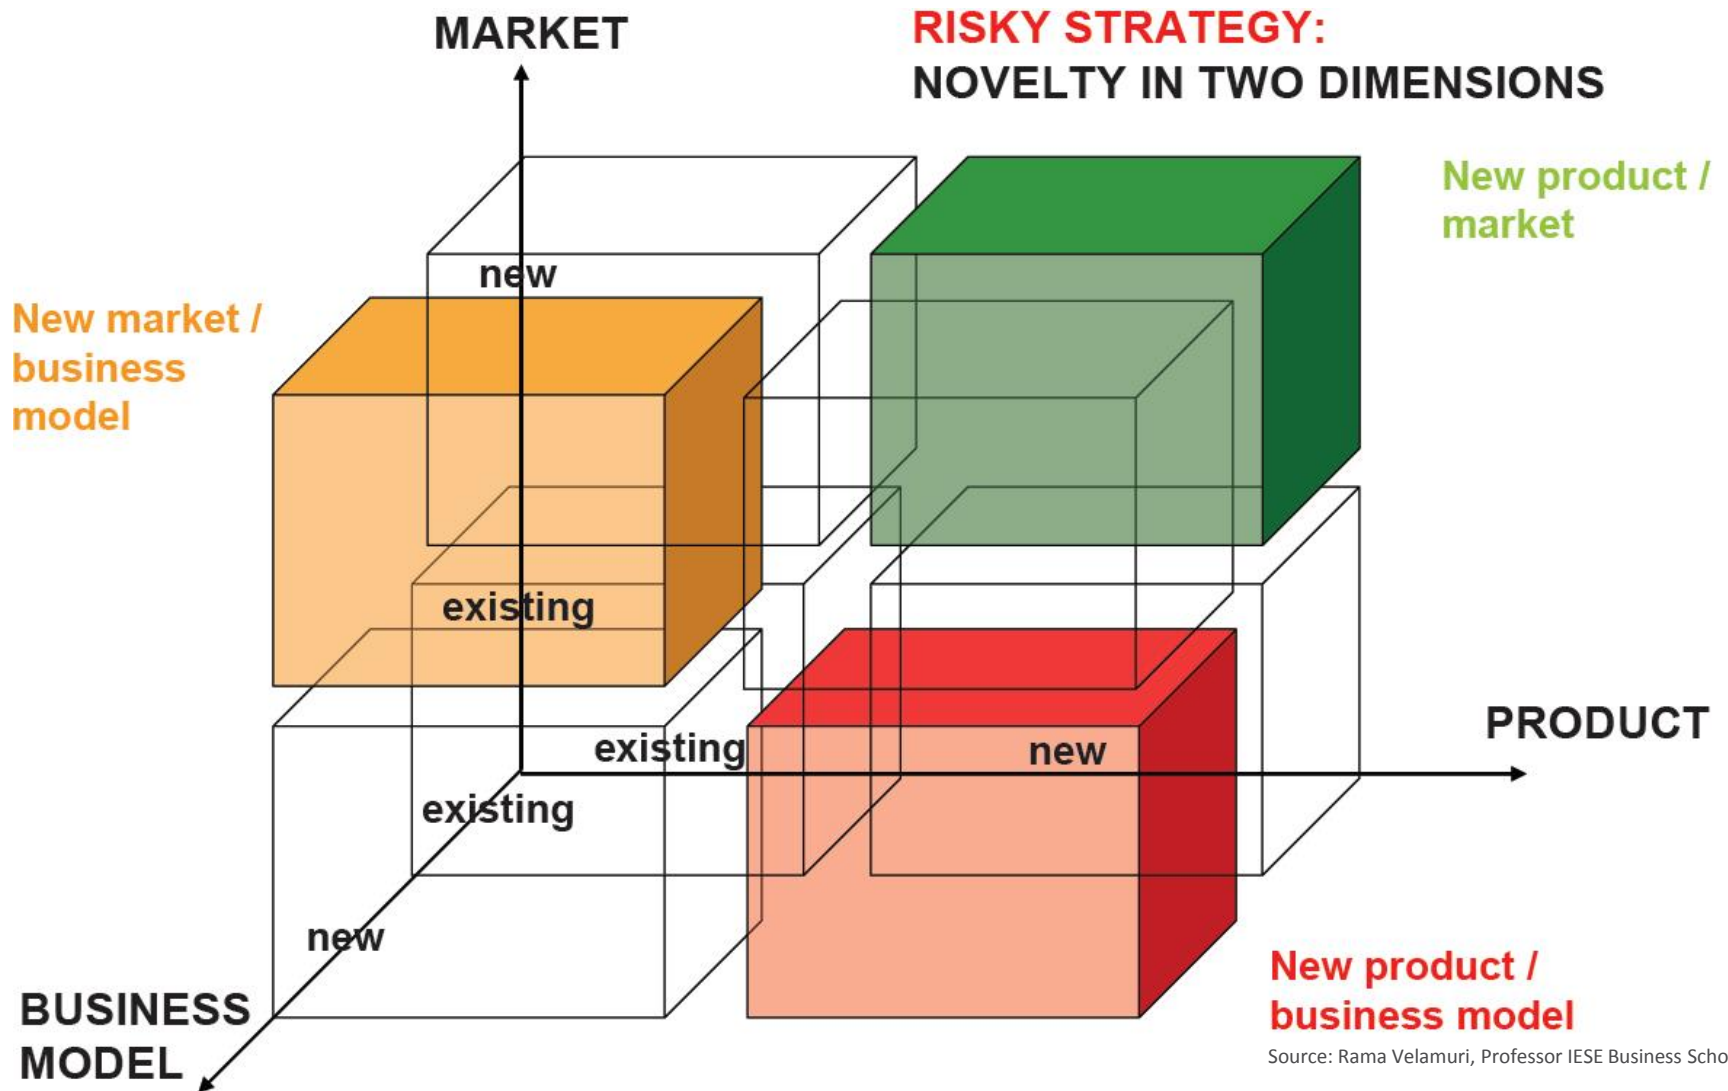 MARKET
RISKY STRATEGY:
NOVELTY IN TWO DIMENSIONS
New product /
market
new
New market /
business
model
existing
PRODUCT
existing
new
existing
new
New product /
business model
BUSINESS
MODEL
Source: Rama Velamuri, Professor IESE Business Scho